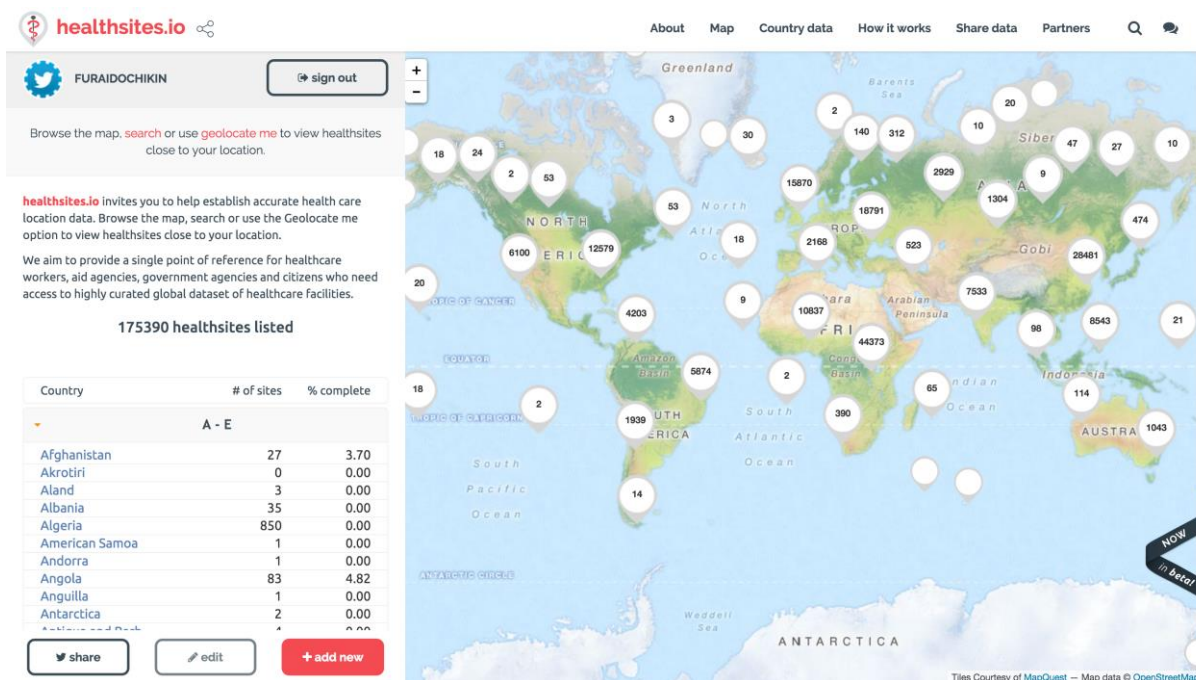 healthsites.io
About Map Country data How it works Share data Partners
FURAIDOCHIKIN
sign out
Browse the map, search or use geolocate me to view healthsites
close to your location.
healthsites.io invites you to help establish accurate health care
location data. Browse the map, search or use the Geolocate me
option to view healthsites close to your location.
We aim to provide a single point of reference for healthcare
workers, aid agencies, government agencies and citizens who need
access to highly curated global dataset of healthcare facilities.
175390 healthsites listed
Country # of sites % complete
A - E
Afghanistan 27 3.70
Akrotiri 0 0.00
Aland 3 0.00
Albania 35 0.00
Algeria 850 0.00
American Samoa 1 0.00
Andorra 1 0.00
Angola 83 4.82
Anguilla 1 0.00
Antarctica 2 0.00
share
edit
+ add new
+
-
Greenland
Barents
Sea
3
30
2
140
312
10
20
Siber
47
27
10
18
24
2
53
15870
2929
1304
9
53
North
NORTH
18791
474
6100
ERIC
12579
18
Oc
2168
ROP
523
Gobi
28481
20
TROPIC OF CANCER
9
ara
Arabian
Peninsula
7533
4203
10837
FRI
98
8543
21
EQUATOR
Amazon
Basin
44373
Cong
Basin
Indonesia
18
5874
2
65
ndian
Ocean
114
TROPIC OF CAPRICORN
2
1939
UTH
ERICA
South
Atlantic
Ocean
390
AUSTRA
1043
South
Pacific
Ocean
14
ANTARCTIC CIRCLE
NOW
in beta!
Weddell
Sea
ANTARCTICA
Tiles Courtesy of MapQuest — Map data © OpenStreetMap